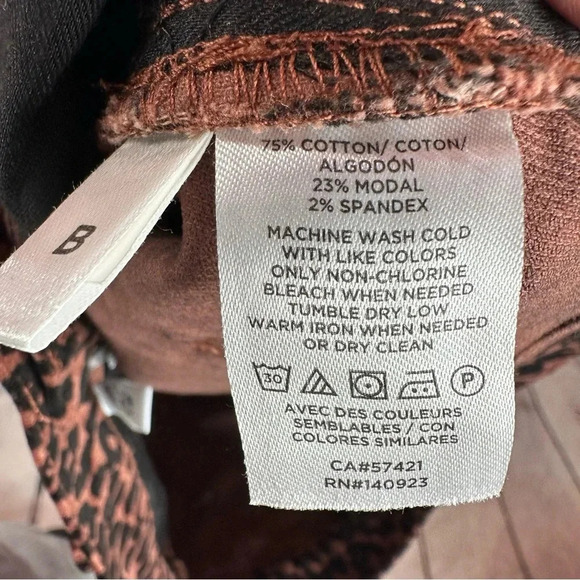 75% COTTON/ COTON/
ALGODÓN
23% MODAL
2% SPANDEX
MACHINE WASH COLD
WITH LIKE COLORS
ONLY NON-CHLORINE
BLEACH WHEN NEEDED
TUMBLE DRY LOW
WARM IRON WHEN NEEDED
OR DRY CLEAN
30 P
AVEC DES COULEURS
SEMBLABLES / CON
COLORES SIMILARES
CA#57421
RN#140923
B